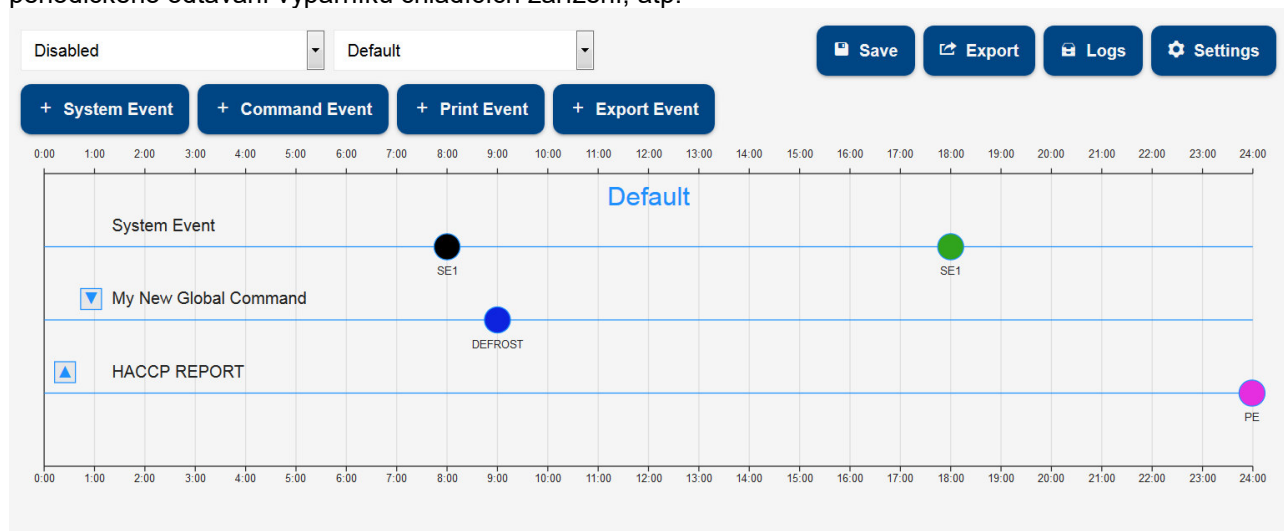 periodického odtávání výparníku chladících zařízení, atp.
Disabled Default Save Export Logs Settings
+ System Event + Command Event + Print Event + Export Event
0:00 1:00 2:00 3:00 4:00 5:00 6:00 7:00 8:00 9:00 10:00 11:00 12:00 13:00 14:00 15:00 16:00 17:00 18:00 19:00 20:00 21:00 22:00 23:00 24:00
Default
System Event
SE1 SE1
My New Global Command
DEFROST
HACCP REPORT
PE
0:00 1:00 2:00 3:00 4:00 5:00 6:00 7:00 8:00 9:00 10:00 11:00 12:00 13:00 14:00 15:00 16:00 17:00 18:00 19:00 20:00 21:00 22:00 23:00 24:00